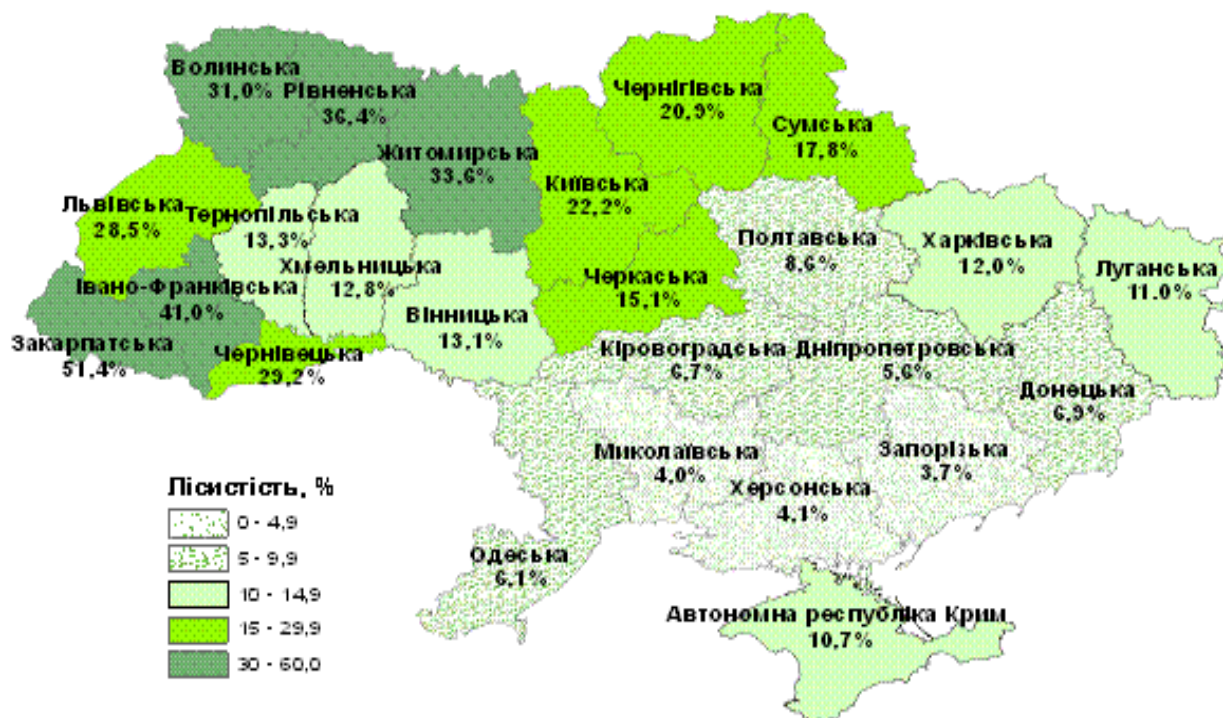 Волинська
31,0%
Рівненська
36,4%
Житомирська
33,6%
Чернігівська
20,9%
Сумська
17,8%
Київська
22,2%
Львівська
28,5%
Тернопільська
13,3%
Хмельницька
12,8%
Івано-Франківська
41,0%
Закарпатська
51,4%
Чернівецька
29,2%
Вінницька
13,1%
Черкаська
15,1%
Полтавська
8,6%
Харківська
12,0%
Луганська
11.0%
Кіровоградська
6,7%
Дніпропетровська
5,6%
Донецька
6,9%
Миколаївська
4,0%
Запорізька
3,7%
Херсонська
4,1%
Одеська
6,1%
Автономна республіка Крим
10,7%
Лісистість, %
0 - 4,9
5 - 9,9
10 - 14,9
15 - 29,9
30 - 60,0